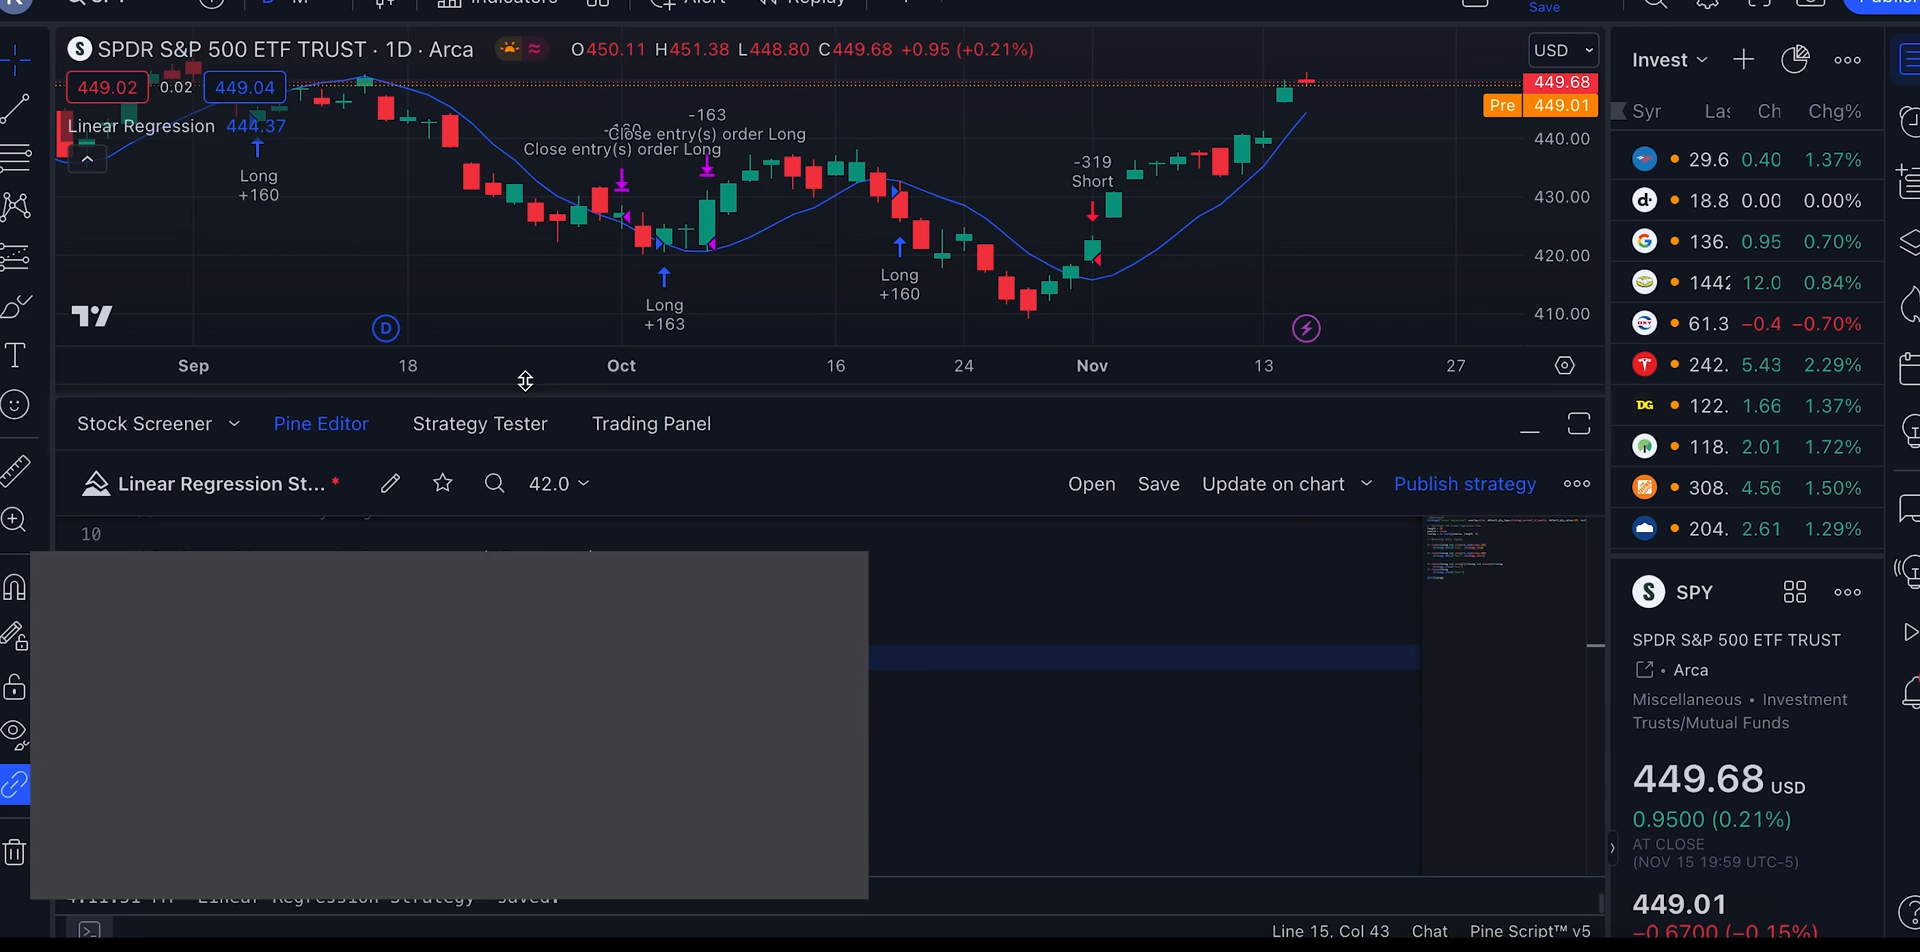 Save
SPDR S&P 500 ETF TRUST · 1D · Arca
O450.11 H451.38 L448.80 C449.68 +0.95 (+0.21%)
USD
Invest
449.02 0.02 449.04
449.68
Pre 449.01
Linear Regression 444.37
-163
Close entry(s) order Long
Close entry(s) order Long
Long
+160
Long
+163
Long
+160
-319
Short
440.00
430.00
420.00
410.00
D
Sep 18 Oct 16 24 Nov 13 27
Chg%
29.6 0.40 1.37%
18.8 0.00 0.00%
136. 0.95 0.70%
1442 12.0 0.84%
61.3 −0.4 −0.70%
242. 5.43 2.29%
DG 122. 1.66 1.37%
118. 2.01 1.72%
308. 4.56 1.50%
204. 2.61 1.29%
Stock Screener Pine Editor Strategy Tester Trading Panel
Linear Regression St... * 42.0 Open Save Update on chart Publish strategy
10
S SPY
SPDR S&P 500 ETF TRUST
• Arca
Miscellaneous • Investment
Trusts/Mutual Funds
449.68 USD
0.9500 (0.21%)
AT CLOSE
(NOV 15 19:59 UTC-5)
449.01
−0.6700 (−0.15%)
Line 15, Col 43 Chat Pine Script™ v5